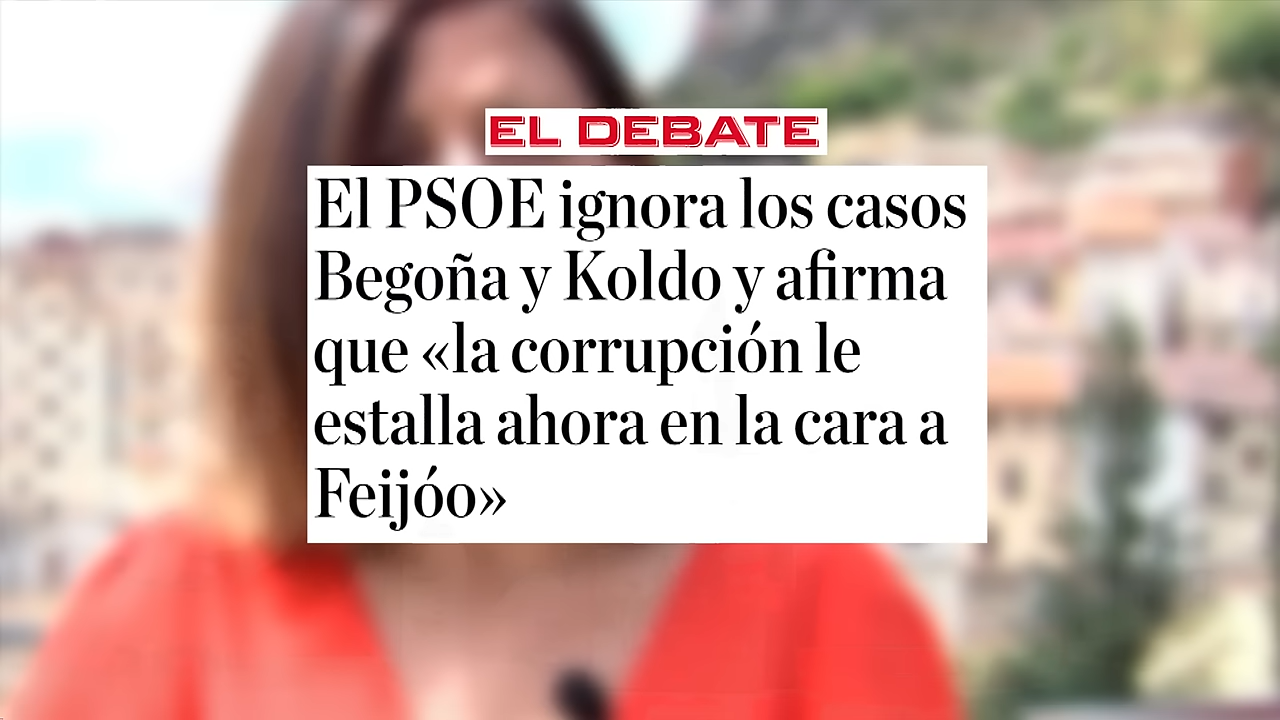 EL DEBATE
El PSOE ignora los casos
Begoña y Koldo y afirma
que «la corrupción le
estalla ahora en la cara a
Feijóo»